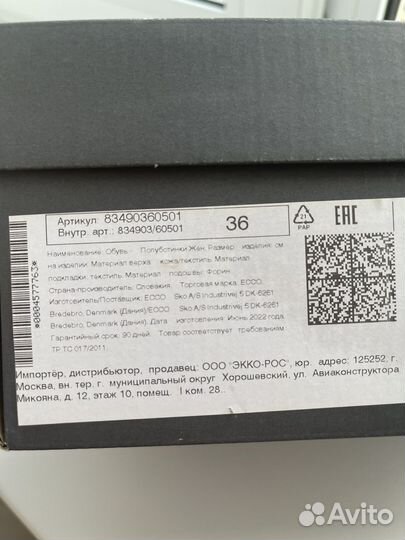 Артикул: 83490360501
Внутр. арт.: 834903/60501
36
21
PAP
EAC
*0004577763*
Наименование: Обувь - Полуботинки Жен. Размер изделия: см
на изделии. Материал верха кожа/текстиль. Материал
подкладки: текстиль. Материал подошвы: Форин
Страна-производитель: Словакия. Торговая марка: ECCO.
Изготовитель/Поставщик: ECCO Sko A/S Industrivej 5 DK-6261
Bredebro, Denmark (Дания)/ECCO Sko A/S Industrivej 5 DK-6261
Bredebro, Denmark (Дания). Дата изготовления: Июнь 2022 года.
Гарантийный срок: 90 дней. Товар соответствует требованиям
ТР ТС 017/2011.
Импортёр, дистрибьютор, продавец: ООО "ЭККО-РОС", юр. адрес: 125252, г.
Москва, вн. тер. г. муниципальный округ Хорошевский, ул. Авиаконструктора
Микояна, д. 12, этаж 10, помещ. I ком. 28..
Avito